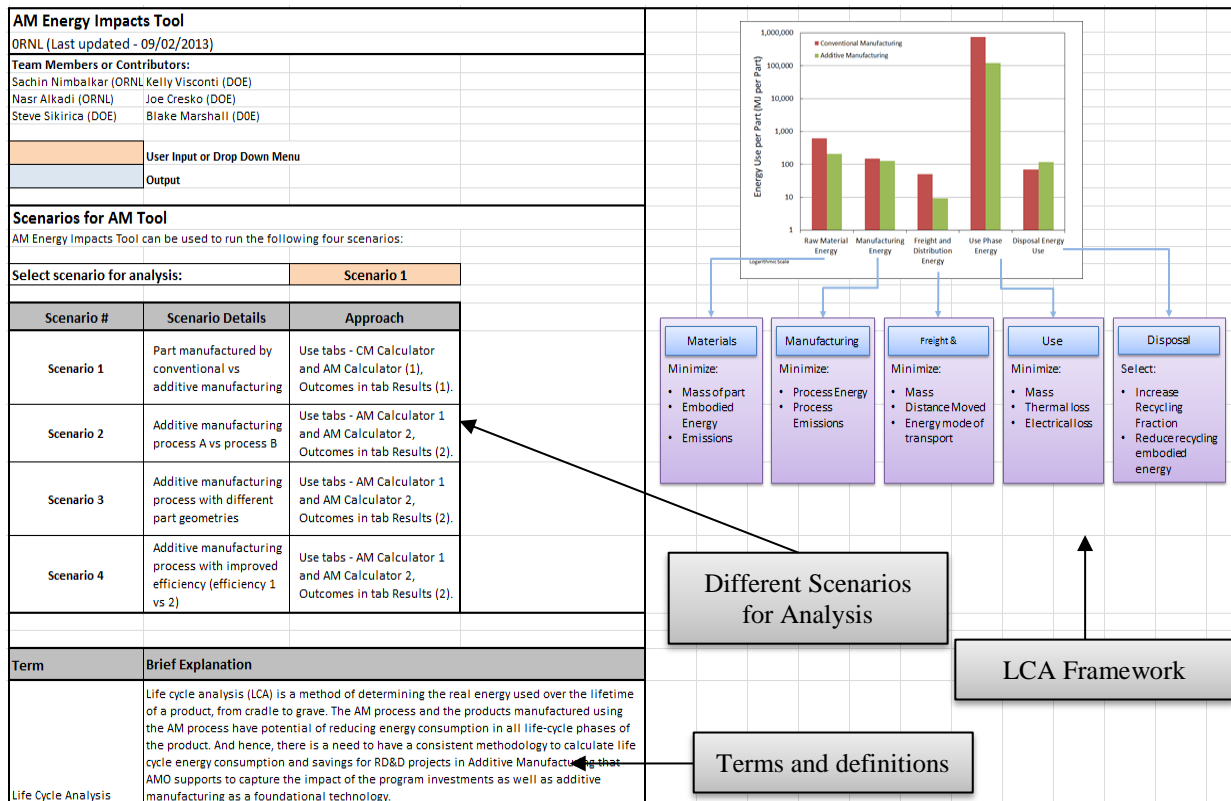 AM Energy Impacts Tool
0RNL (Last updated - 09/02/2013)
Team Members or Contributors:
Sachin Nimbalkar (ORNL Kelly Visconti (DOE)
Nasr Alkadi (ORNL) Joe Cresko (DOE)
Steve Sikirica (DOE) Blake Marshall (D0E)
User Input or Drop Down Menu
Output
Scenarios for AM Tool
AM Energy Impacts Tool can be used to run the following four scenarios:
Select scenario for analysis: Scenario 1
Scenario # Scenario Details Approach
Scenario 1
Part manufactured by
conventional vs
additive manufacturing
Use tabs - CM Calculator
and AM Calculator (1),
Outcomes in tab Results (1).
Scenario 2
Additive manufacturing
process A vs process B
Use tabs - AM Calculator 1
and AM Calculator 2,
Outcomes in tab Results (2).
Scenario 3
Additive manufacturing
process with different
part geometries
Use tabs - AM Calculator 1
and AM Calculator 2,
Outcomes in tab Results (2).
Scenario 4
Additive manufacturing
process with improved
efficiency (efficiency 1
vs 2)
Use tabs - AM Calculator 1
and AM Calculator 2,
Outcomes in tab Results (2).
Term Brief Explanation
Life Cycle Analysis
Life cycle analysis (LCA) is a method of determining the real energy used over the lifetime
of a product, from cradle to grave. The AM process and the products manufactured using
the AM process have potential of reducing energy consumption in all life-cycle phases of
the product. And hence, there is a need to have a consistent methodology to calculate life
cycle energy consumption and savings for RD&D projects in Additive Manufacturing that
AMO supports to capture the impact of the program investments as well as additive
manufacturing as a foundational technology.
Energy Use per Part (MJ per Part)
1,000,000
100,000
10,000
1,000
100
10
1
Conventional Manufacturing
Additive Manufacturing
Raw Material
Energy
Manufacturing
Energy
Freight and
Distribution
Energy
Use Phase
Energy
Disposal Energy
Use
Logarithmic Scale
Materials
Minimize:
• Mass of part
• Embodied
Energy
• Emissions
Manufacturing
Minimize:
• Process Energy
• Process
Emissions
Freight &
Minimize:
• Mass
• Distance Moved
• Energy mode of
transport
Use
Minimize:
• Mass
• Thermal loss
• Electrical loss
Disposal
Select:
• Increase
Recycling
Fraction
• Reduce recycling
embodied
energy
Different Scenarios
for Analysis
LCA Framework
Terms and definitions